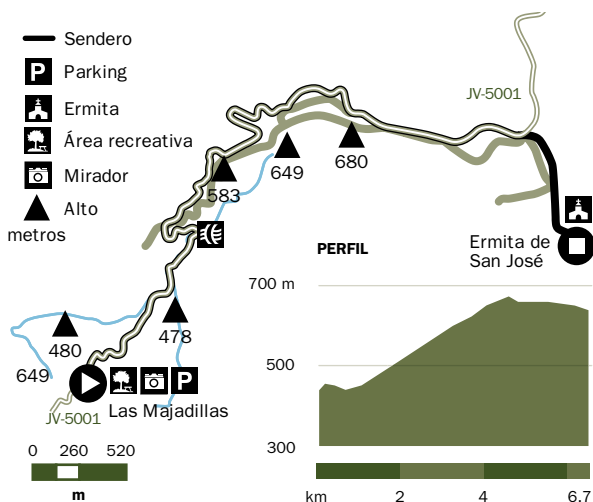 Sendero
P
Parking
Ermita
Área recreativa
Mirador
Alto
metros
JV-5001
649
680
583
Ermita de
San José
480
478
649
P
Las Majadillas
JV-5001
0 260 520
m
PERFIL
700 m
500
300
km 2 4 6.7